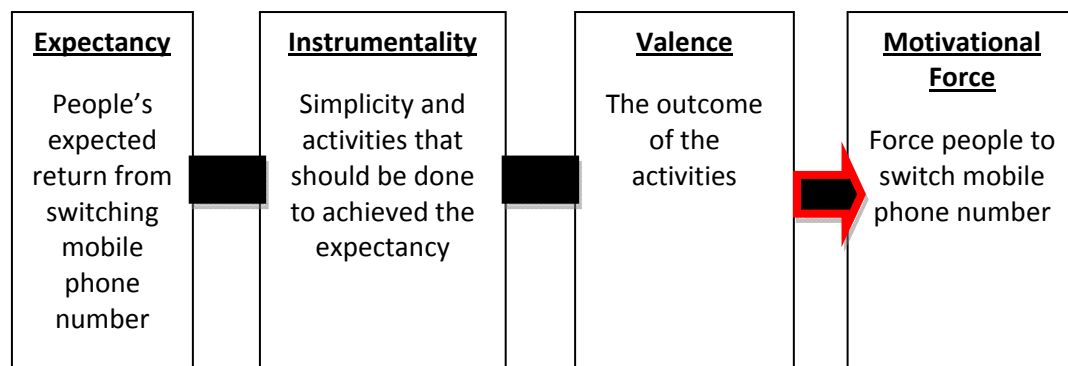 Expectancy
People's
expected
return from
switching
mobile
phone
number
Instrumentality
Simplicity and
activities that
should be done
to achieved the
expectancy
Valence
The outcome
of the
activities
Motivational
Force
Force people to
switch mobile
phone number